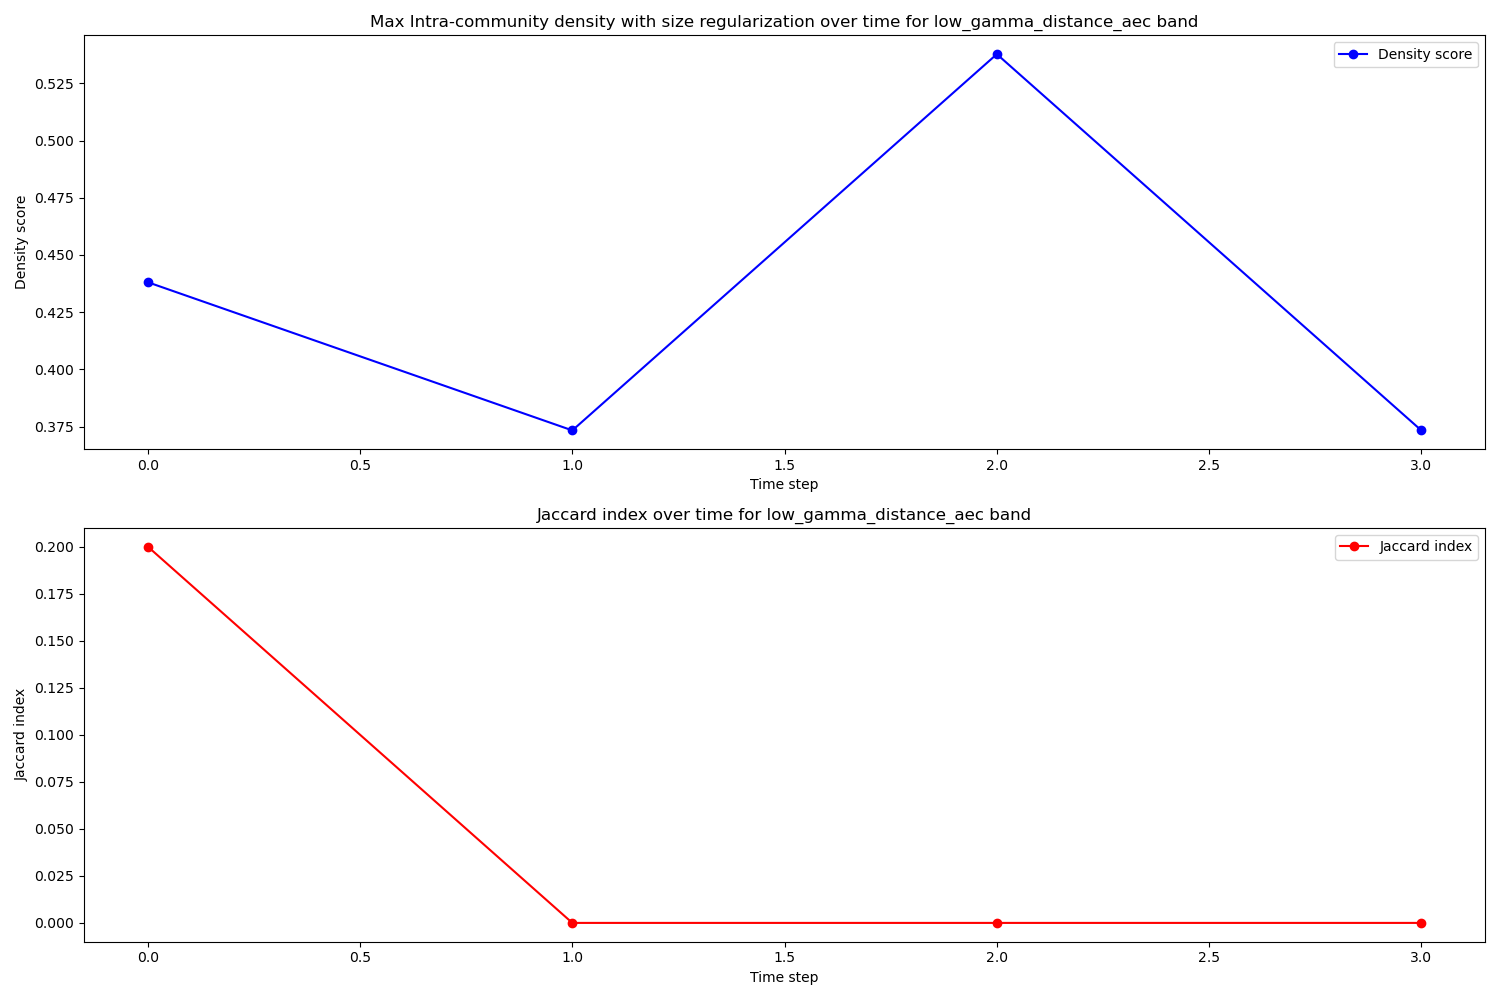 Max Intra-community density with size regularization over time for low_gamma_distance_aec band
Density score
0.525
0.500
0.475
0.450
0.425
0.400
0.375
Density score
0.0 0.5 1.0 1.5 2.0 2.5 3.0
Time step
Jaccard index over time for low_gamma_distance_aec band
Jaccard index
0.200
0.175
0.150
0.125
0.100
0.075
0.050
0.025
0.000
Jaccard index
0.0 0.5 1.0 1.5 2.0 2.5 3.0
Time step